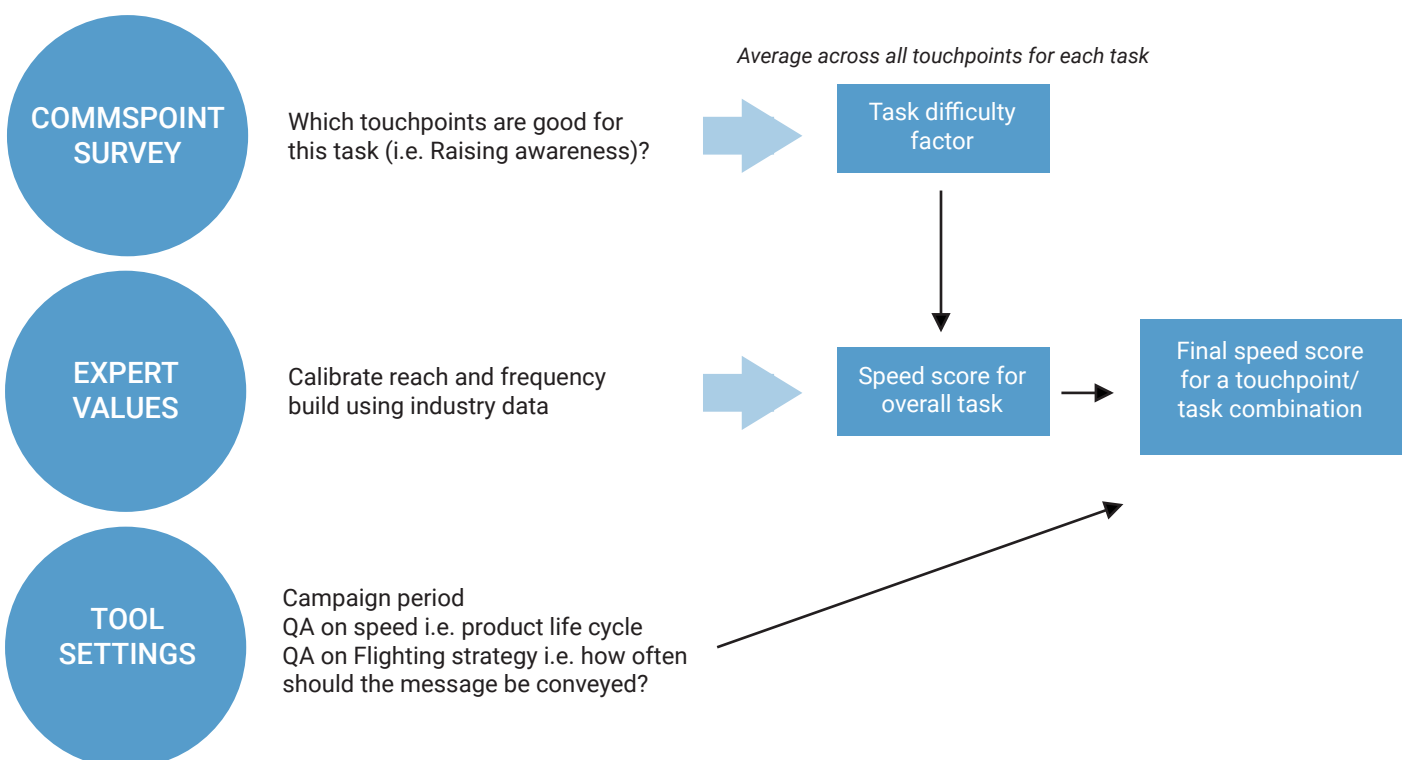 Average across all touchpoints for each task
COMMSPOINT
SURVEY
Which touchpoints are good for
this task (i.e. Raising awareness)?
Task difficulty
factor
EXPERT
VALUES
Calibrate reach and frequency
build using industry data
Speed score for
overall task
Final speed score
for a touchpoint/
task combination
TOOL
SETTINGS
Campaign period
QA on speed i.e. product life cycle
QA on Flighting strategy i.e. how often
should the message be conveyed?